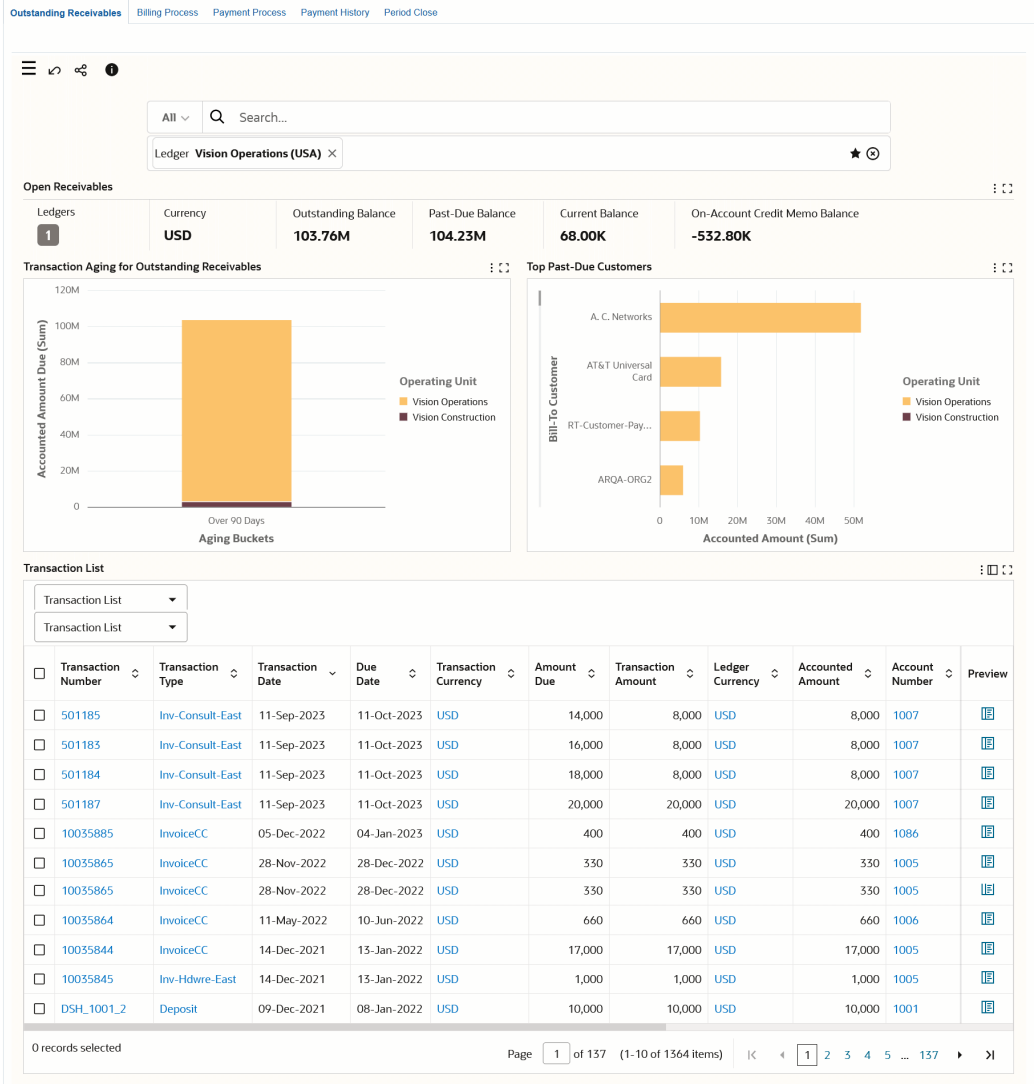 Outstanding Receivables Billing Process Payment Process Payment History Period Close
All Search...
Ledger Vision Operations (USA)
Open Receivables
Ledgers Currency Outstanding Balance Past-Due Balance Current Balance On-Account Credit Memo Balance
1 USD 103.76M 104.23M 68.00K -532.80K
Transaction Aging for Outstanding Receivables
120M
100M
80M
60M
40M
20M
0
Accounted Amount Due (Sum)
Over 90 Days
Aging Buckets
Operating Unit
Vision Operations
Vision Construction
Top Past-Due Customers
Bill-To Customer
A. C. Networks
AT&T Universal
Card
RT-Customer-Pay...
ARQA-ORG2
0 10M 20M 30M 40M 50M
Accounted Amount (Sum)
Operating Unit
Vision Operations
Vision Construction
Transaction List
Transaction List
Transaction List
Transaction Number Transaction Type Transaction Date Due Date Transaction Currency Amount Due Transaction Amount Ledger Currency Accounted Amount Account Number Preview
501185 Inv-Consult-East 11-Sep-2023 11-Oct-2023 USD 14,000 8,000 USD 8,000 1007
501183 Inv-Consult-East 11-Sep-2023 11-Oct-2023 USD 16,000 8,000 USD 8,000 1007
501184 Inv-Consult-East 11-Sep-2023 11-Oct-2023 USD 18,000 8,000 USD 8,000 1007
501187 Inv-Consult-East 11-Sep-2023 11-Oct-2023 USD 20,000 20,000 USD 20,000 1007
10035885 InvoiceCC 05-Dec-2022 04-Jan-2023 USD 400 400 USD 400 1086
10035865 InvoiceCC 28-Nov-2022 28-Dec-2022 USD 330 330 USD 330 1005
10035865 InvoiceCC 28-Nov-2022 28-Dec-2022 USD 330 330 USD 330 1005
10035864 InvoiceCC 11-May-2022 10-Jun-2022 USD 660 660 USD 660 1006
10035844 InvoiceCC 14-Dec-2021 13-Jan-2022 USD 17,000 17,000 USD 17,000 1005
10035845 Inv-Hdwre-East 14-Dec-2021 13-Jan-2022 USD 1,000 1,000 USD 1,000 1005
DSH_1001_2 Deposit 09-Dec-2021 08-Jan-2022 USD 10,000 10,000 USD 10,000 1001
0 records selected
Page 1 of 137 (1-10 of 1364 items) 1 2 3 4 5 ... 137